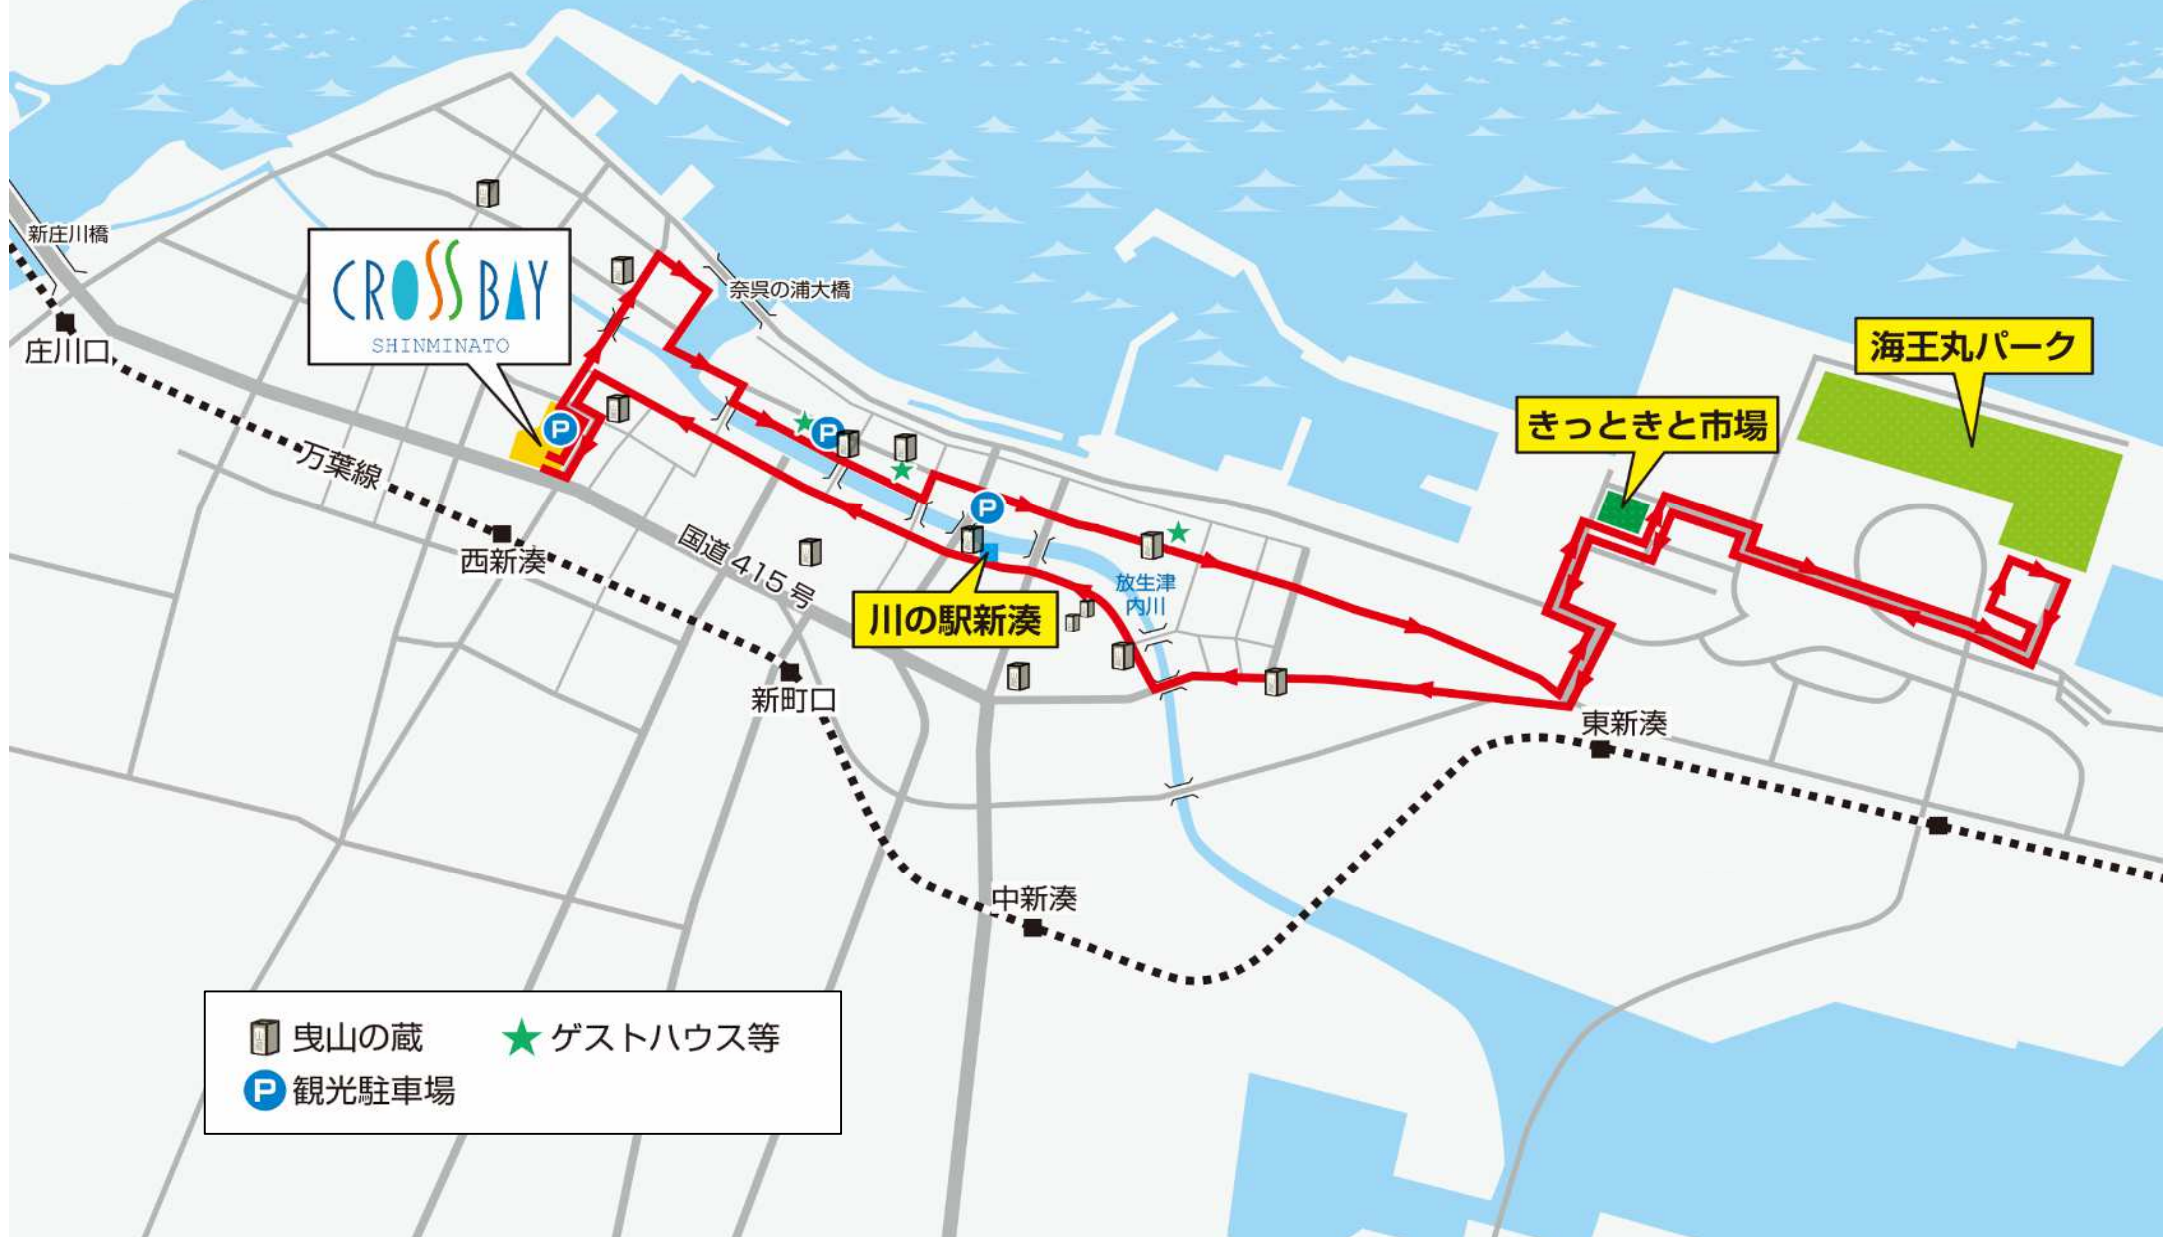 新庄川橋
CROSS BAY
SHINMINATO
奈呉の浦大橋
海王丸パーク
庄川口
きっときと市場
P
P
万葉線
P
西新湊
国道415号
放生津
内川
川の駅新湊
新町口
東新湊
中新湊
曳山の蔵
ゲストハウス等
P 観光駐車場